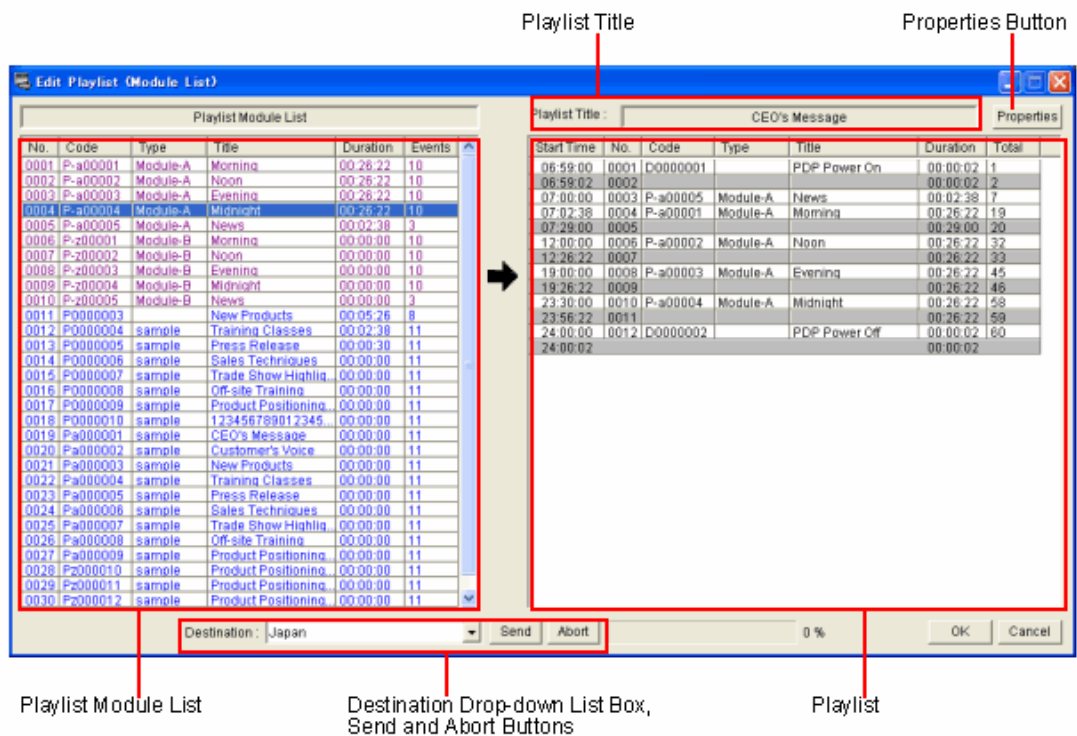 Playlist Title Properties Button
Edit Playlist (Module List)
Playlist Module List Playlist Title : CEO's Message Properties
No. Code Type Title Duration Events
0001 P-a00001 Module-A Morning 00:26:22 10
0002 P-a00002 Module-A Noon 00:26:22 10
0003 P-a00003 Module-A Evening 00:26:22 10
0004 P-a00004 Module-A Midnight 00:26:22 10
0005 P-a00005 Module-A News 00:02:38 3
0006 P-z00001 Module-B Morning 00:00:00 10
0007 P-z00002 Module-B Noon 00:00:00 10
0008 P-z00003 Module-B Evening 00:00:00 10
0009 P-z00004 Module-B Midnight 00:00:00 10
0010 P-z00005 Module-B News 00:00:00 3
0011 P0000003 New Products 00:05:26 8
0012 P0000004 sample Training Classes 00:02:38 11
0013 P0000005 sample Press Release 00:00:30 11
0014 P0000006 sample Sales Techniques 00:00:00 11
0015 P0000007 sample Trade Show Highlig... 00:00:00 11
0016 P0000008 sample Off-site Training 00:00:00 11
0017 P0000009 sample Product Positioning... 00:00:00 11
0018 P0000010 sample 123456789012345... 00:00:00 11
0019 Pa000001 sample CEO's Message 00:00:00 11
0020 Pa000002 sample Customer's Voice 00:00:00 11
0021 Pa000003 sample New Products 00:00:00 11
0022 Pa000004 sample Training Classes 00:00:00 11
0023 Pa000005 sample Press Release 00:00:00 11
0024 Pa000006 sample Sales Techniques 00:00:00 11
0025 Pa000007 sample Trade Show Highlig... 00:00:00 11
0026 Pa000008 sample Off-site Training 00:00:00 11
0027 Pa000009 sample Product Positioning... 00:00:00 11
0028 Pz000010 sample Product Positioning... 00:00:00 11
0029 Pz000011 sample Product Positioning... 00:00:00 11
0030 Pz000012 sample Product Positioning... 00:00:00 11
Start Time No. Code Type Title Duration Total
06:59:00 0001 D0000001 PDP Power On 00:00:02 1
06:59:02 0002 00:00:02 2
07:00:00 0003 P-a00005 Module-A News 00:02:38 7
07:02:38 0004 P-a00001 Module-A Morning 00:26:22 19
07:29:00 0005 00:29:00 20
12:00:00 0006 P-a00002 Module-A Noon 00:26:22 32
12:26:22 0007 00:26:22 33
19:00:00 0008 P-a00003 Module-A Evening 00:26:22 45
19:26:22 0009 00:26:22 46
23:30:00 0010 P-a00004 Module-A Midnight 00:26:22 58
23:56:22 0011 00:26:22 59
24:00:00 0012 D0000002 PDP Power Off 00:00:02 60
24:00:02 00:00:02
Destination : Japan Send Abort 0 % OK Cancel
Playlist Module List
Destination Drop-down List Box,
Send and Abort Buttons
Playlist